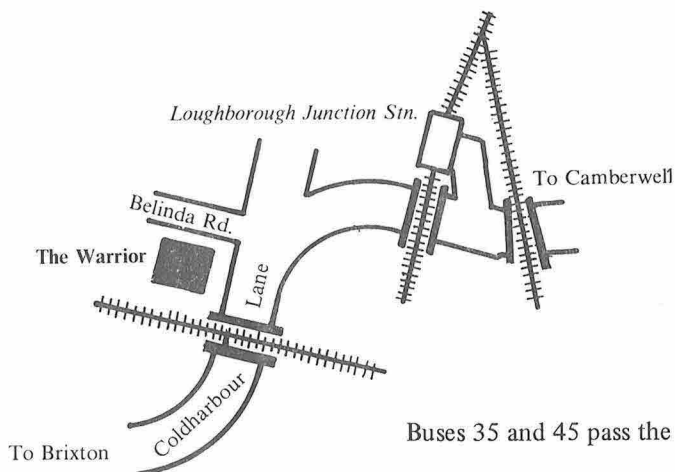 Loughborough Junction Stn.
To Camberwell
Belinda Rd.
The Warrior
Lane
Coldharbour
To Brixton
Buses 35 and 45 pass the